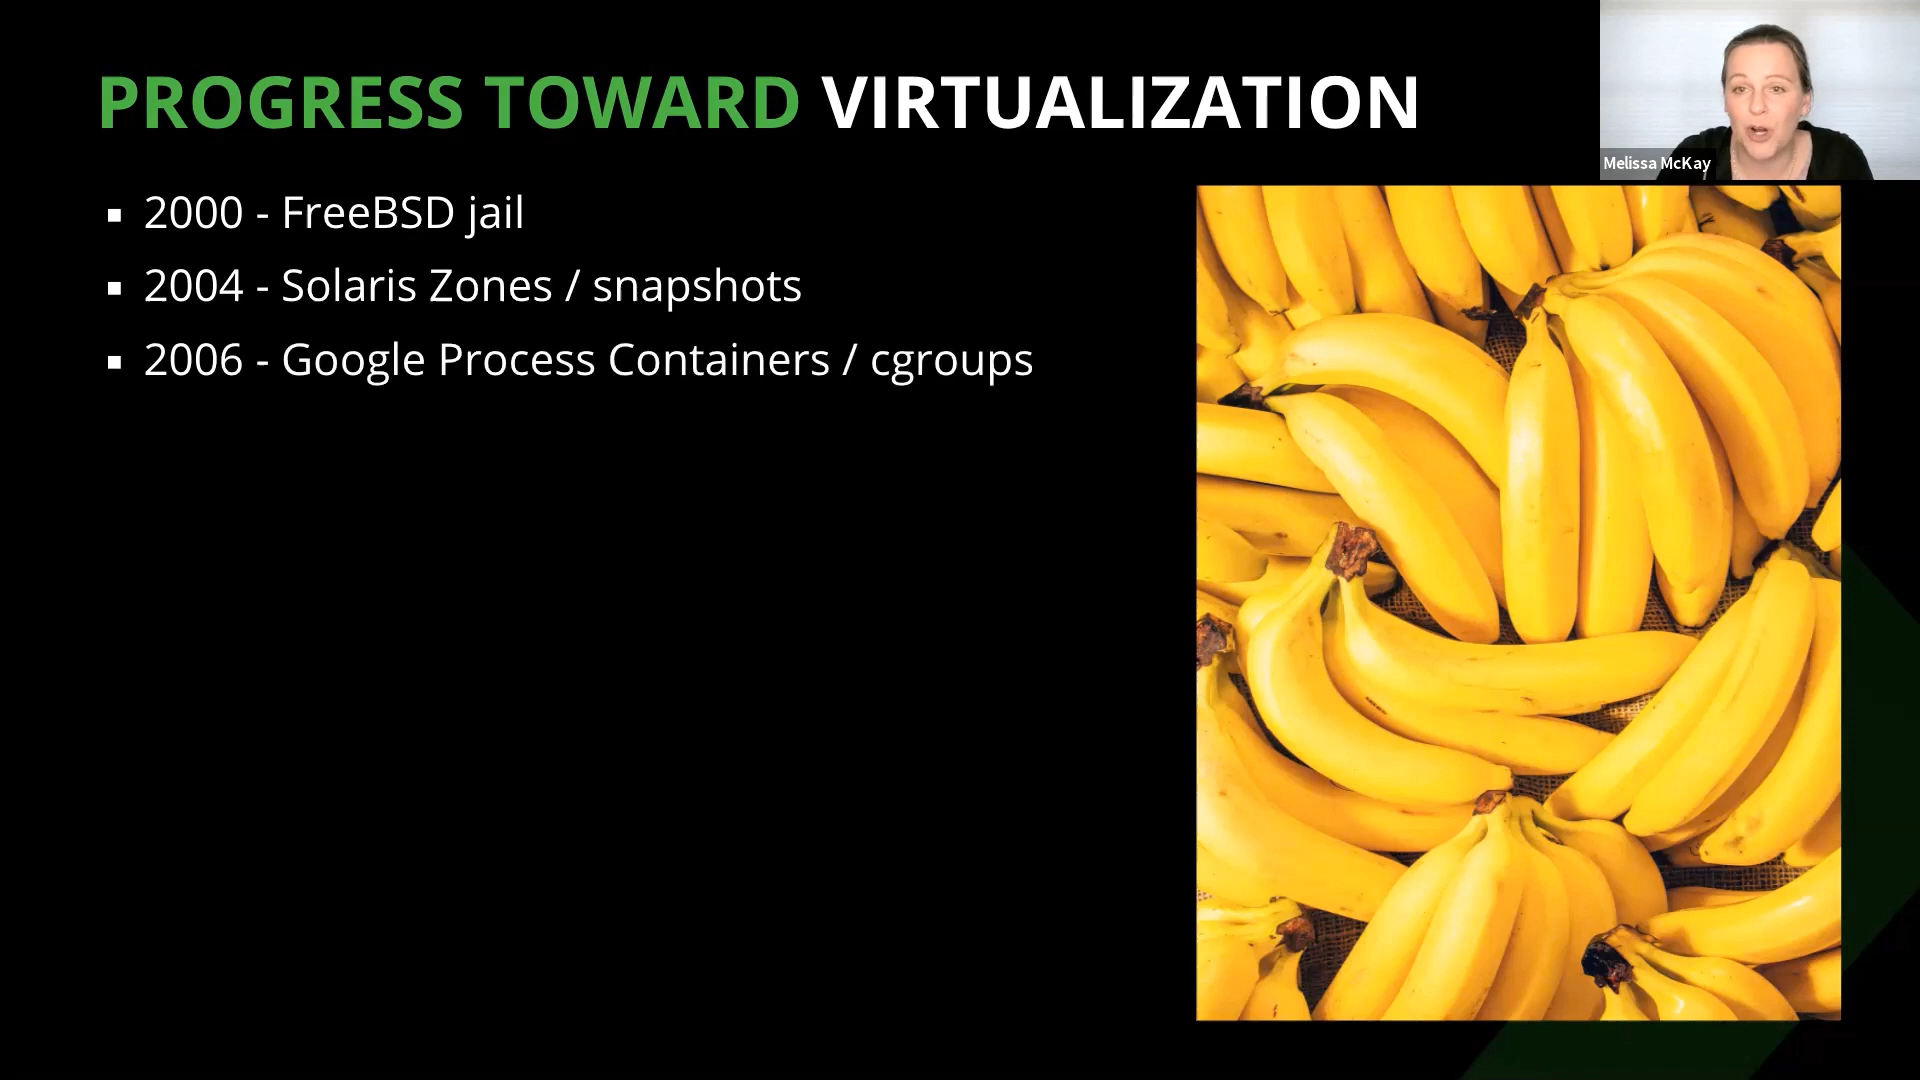 PROGRESS TOWARD VIRTUALIZATION
Melissa McKay
▪ 2000 - FreeBSD jail
▪ 2004 - Solaris Zones / snapshots
▪ 2006 - Google Process Containers / cgroups